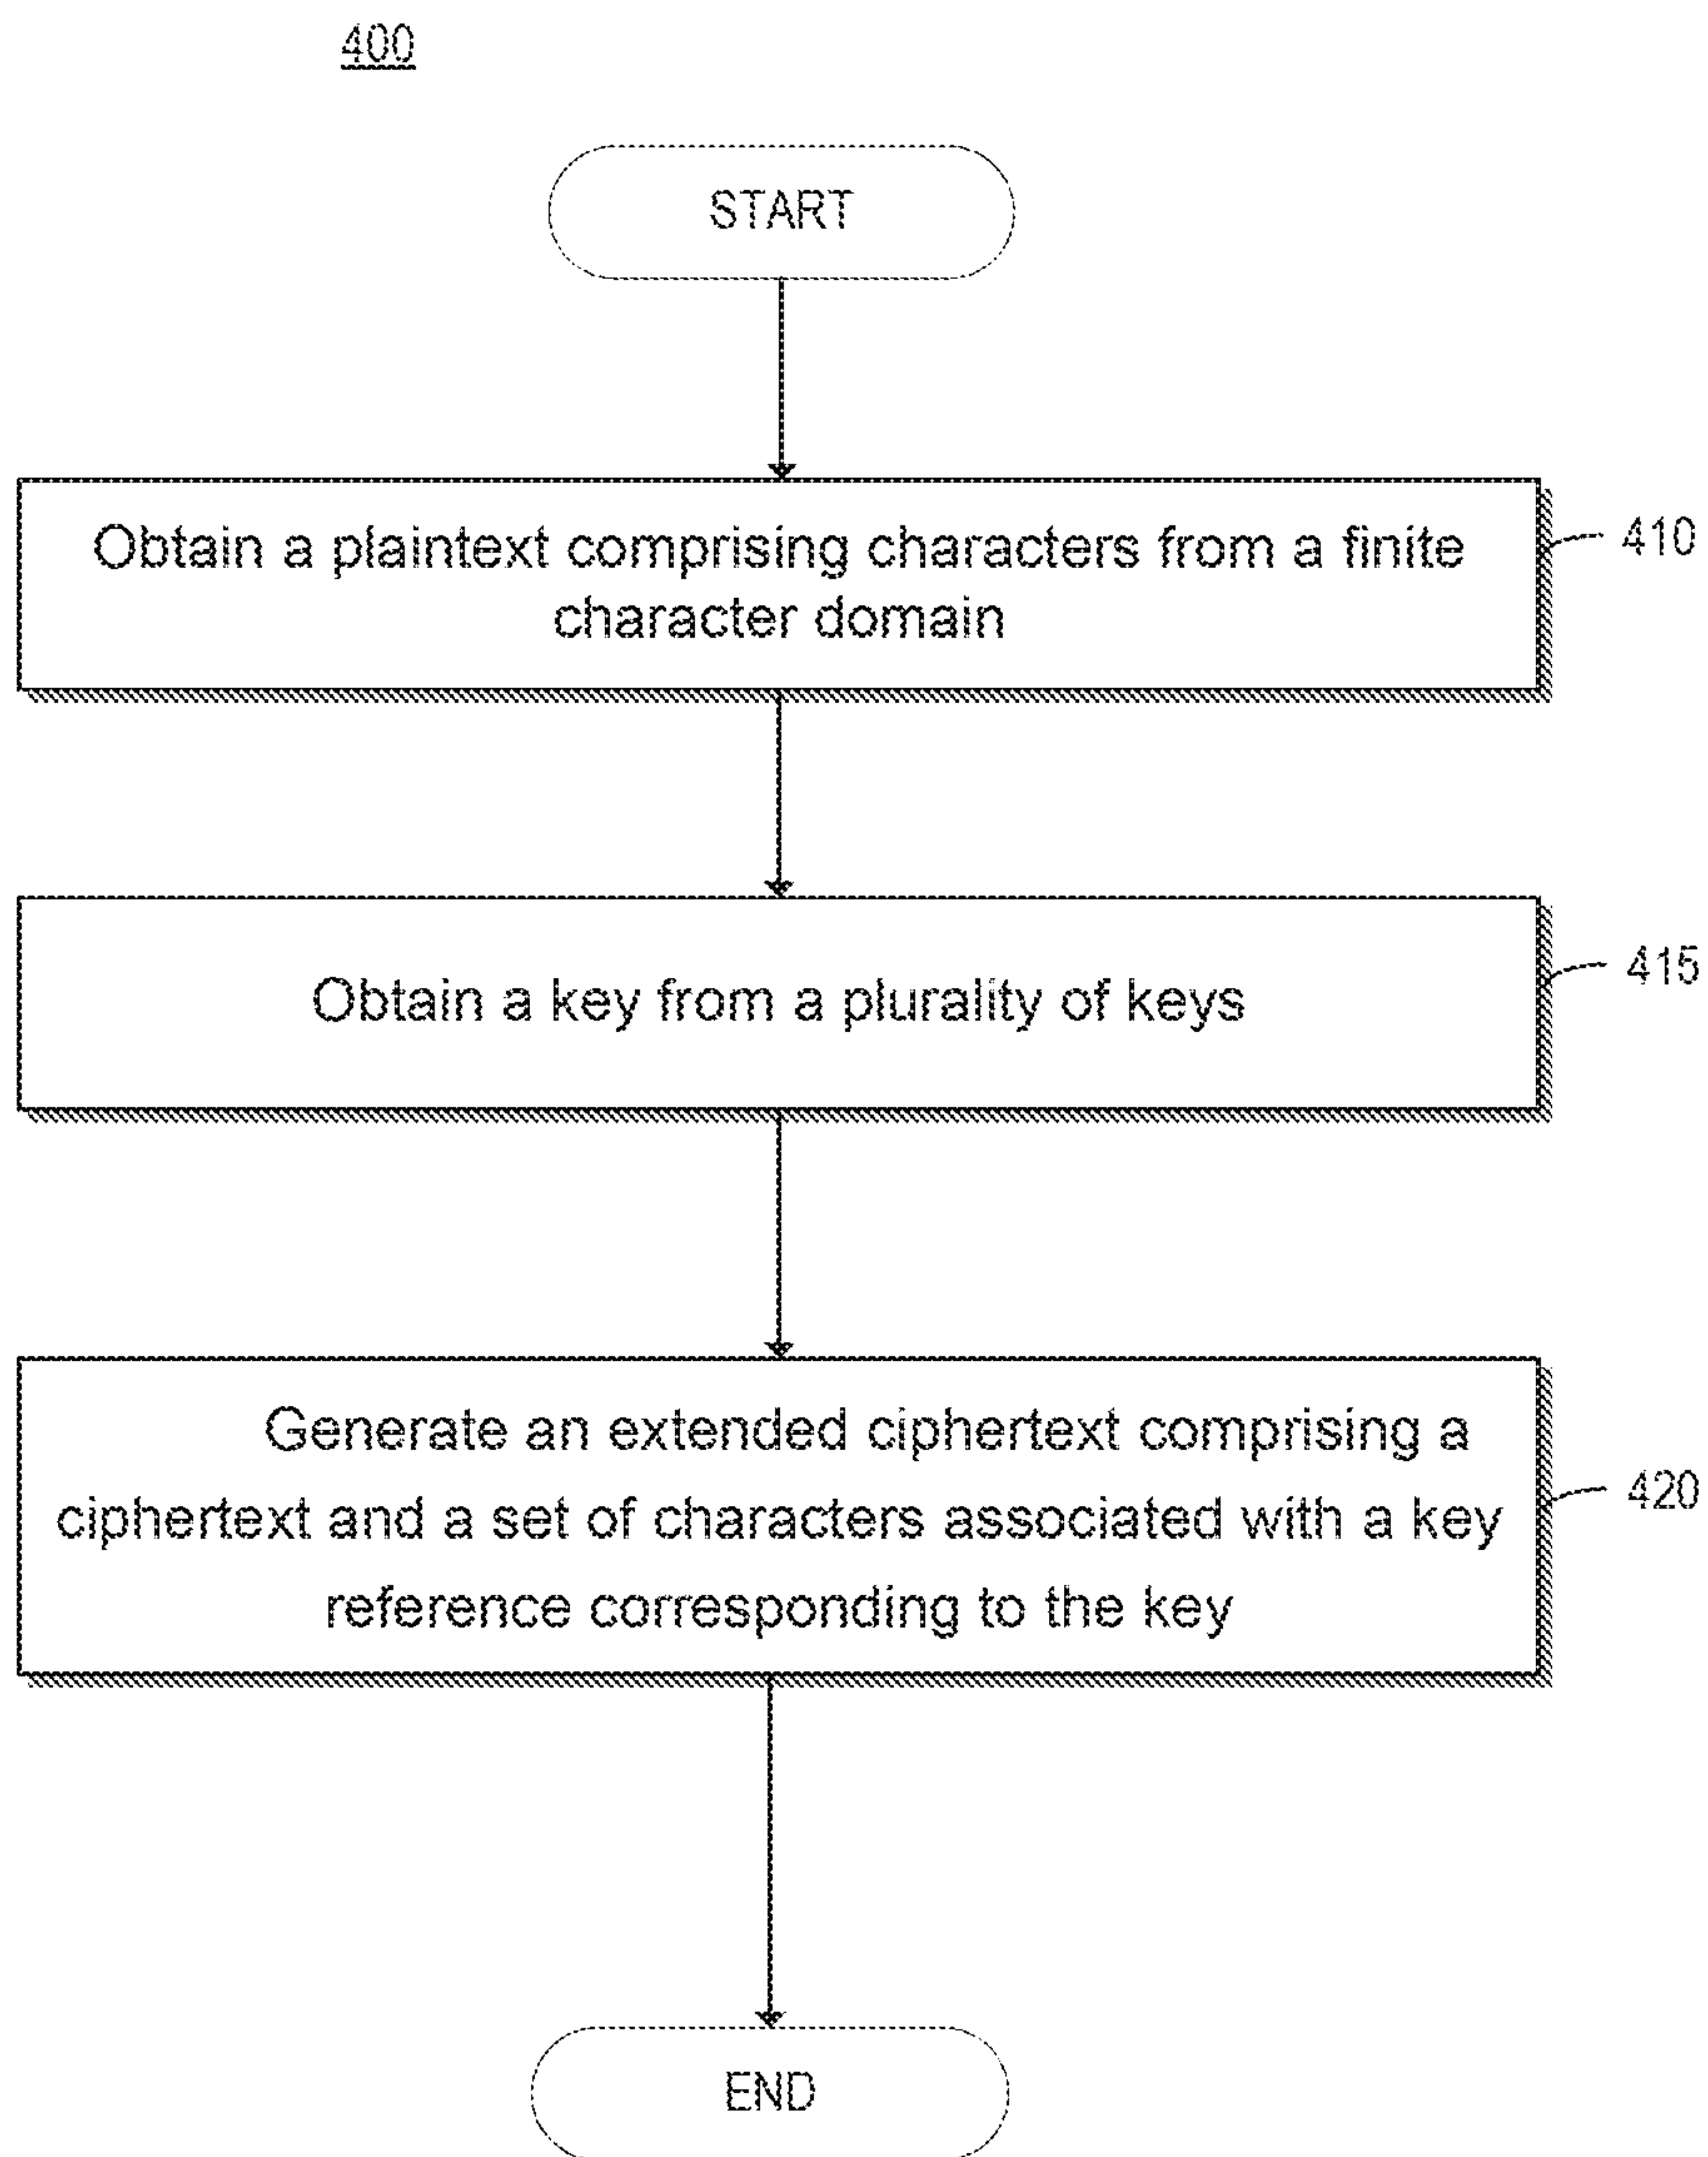 400
START
Obtain a plaintext comprising characters from a finite
character domain
410
Obtain a key from a plurality of keys
415
Generate an extended ciphertext comprising a
ciphertext and a set of characters associated with a key
reference corresponding to the key
420
END